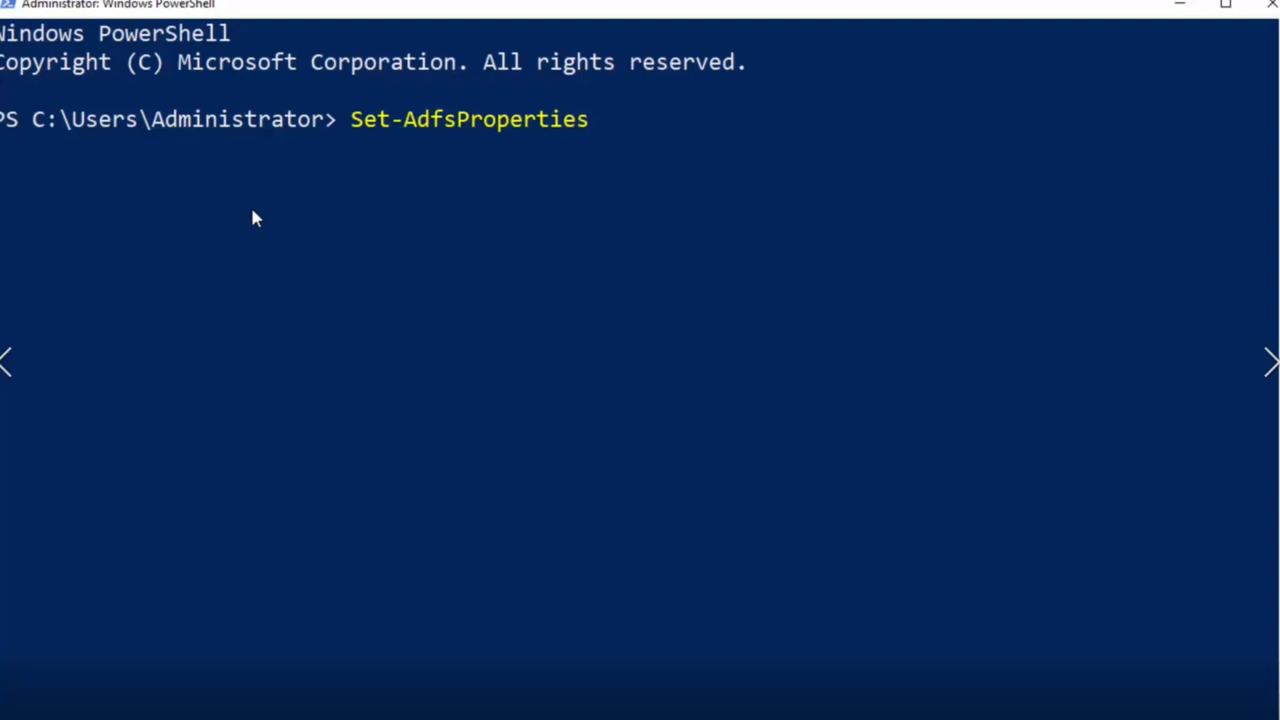 Administrator: Windows PowerShell
Windows PowerShell
Copyright (C) Microsoft Corporation. All rights reserved.
PS C:\Users\Administrator> Set-AdfsProperties